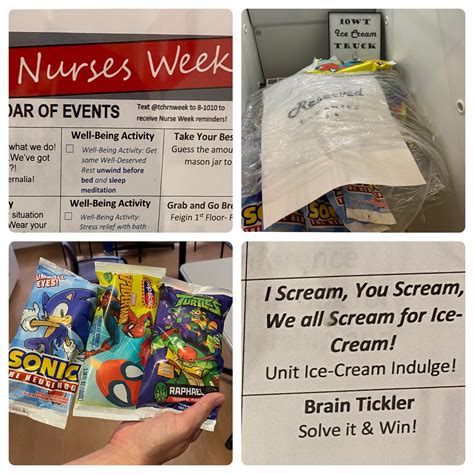 Nurses Week
DAR OF EVENTS
Text @tchrnweek to 8-1010 to
receive Nurse Week reminders!
what we do!
We've got
??
ernalia!
Well-Being Activity
Well-Being Activity: Get
some Well-Deserved
Rest unwind before
bed and sleep
meditation
Take Your Bes
Guess the amour
mason jar to
situation
Wear your
Well-Being Activity
Well-Being Activity:
Stress relief with bath
Grab and Go Bre
Feigin 1st Floor- F
10WT
Ice Cream
TRUCK
Reserved
SONIC
EYES!
SONIC
THE HEDGEHOG
SPIDER-MAN
TURTLES
RAPHAEL
I Scream, You Scream,
We all Scream for Ice-
Cream!
Unit Ice-Cream Indulge!
Brain Tickler
Solve it & Win!